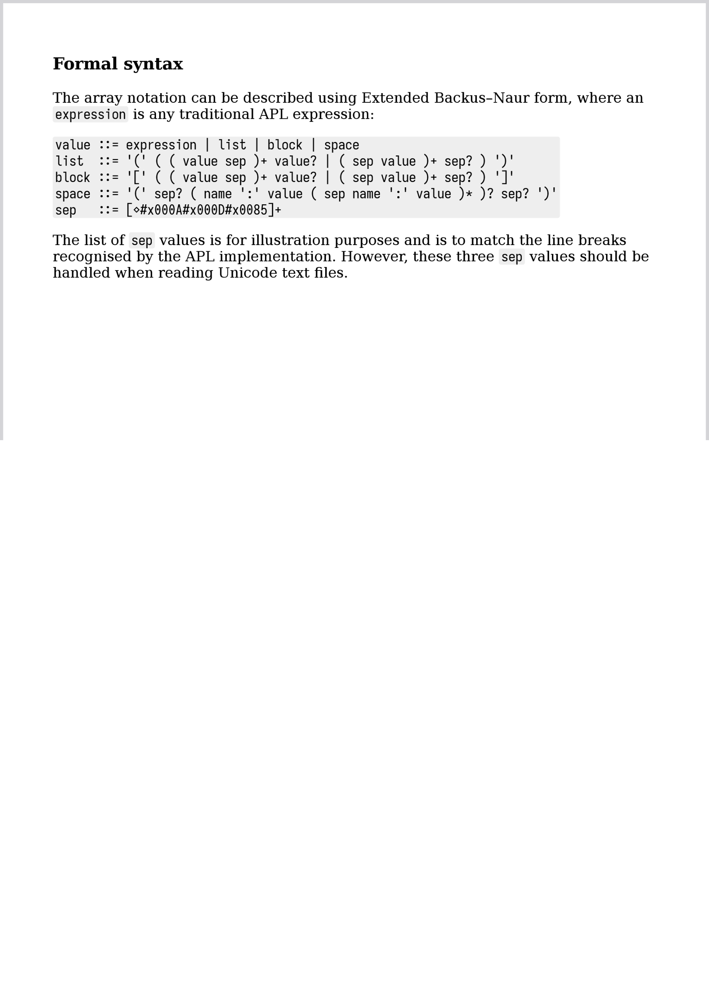 Formal syntax
The array notation can be described using Extended Backus–Naur form, where an
expression is any traditional APL expression:
value ::= expression | list | block | space
list  ::= '(' ( ( value sep )+ value? | ( sep value )+ sep? ) ')'
block ::= '[' ( ( value sep )+ value? | ( sep value )+ sep? ) ']'
space ::= '(' sep? ( name ':' value ( sep name ':' value )* )? sep? ')'
sep   ::= [⋄#x000A#x000D#x0085]+
The list of sep values is for illustration purposes and is to match the line breaks
recognised by the APL implementation. However, these three sep values should be
handled when reading Unicode text files.